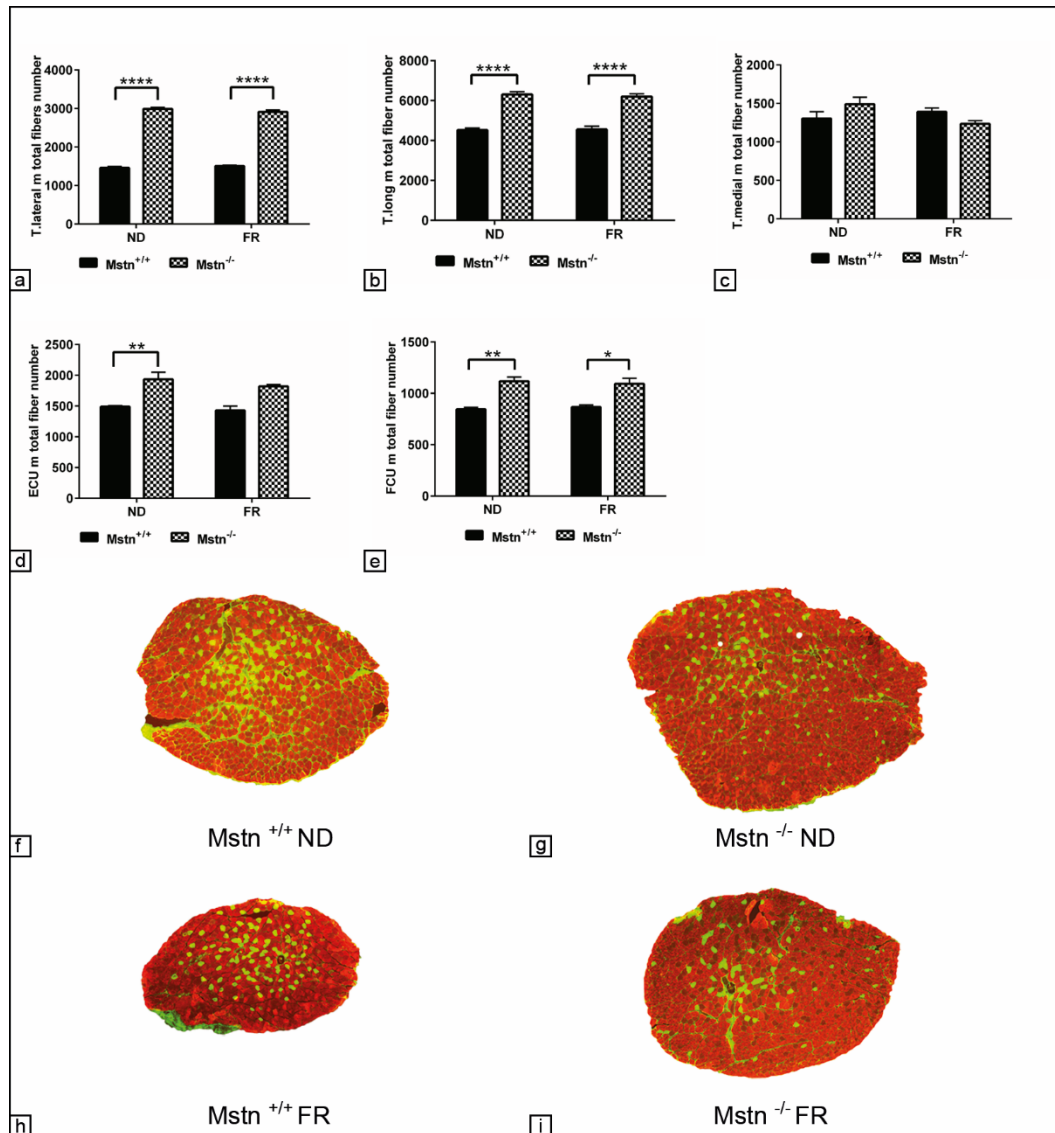 T.lateral m total fibers number
4000
3000
2000
1000
0
****
****
ND
FR
Mstn+/+
Mstn-/-
a
T.long m total fiber number
8000
6000
4000
2000
0
****
****
ND
FR
Mstn+/+
Mstn-/-
b
T.medial m total fiber number
2000
1500
1000
500
0
ND
FR
Mstn+/+
Mstn-/-
c
ECU m total fiber number
2500
2000
1500
1000
500
0
**
ND
FR
Mstn+/+
Mstn-/-
d
FCU m total fiber number
1500
1000
500
0
**
*
ND
FR
Mstn+/+
Mstn-/-
e
f
Mstn +/+ ND
g
Mstn -/- ND
h
Mstn +/+ FR
i
Mstn -/- FR